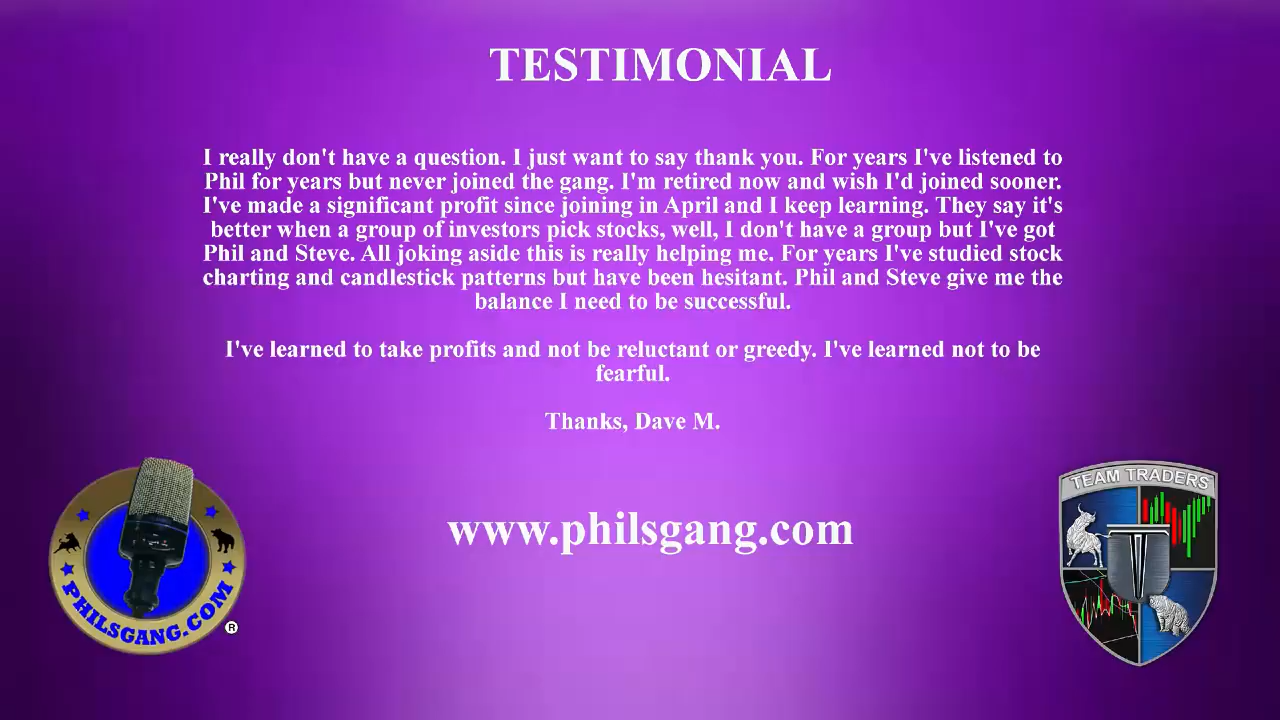 TESTIMONIAL
I really don't have a question. I just want to say thank you. For years I've listened to
Phil for years but never joined the gang. I'm retired now and wish I'd joined sooner.
I've made a significant profit since joining in April and I keep learning. They say it's
better when a group of investors pick stocks, well, I don't have a group but I've got
Phil and Steve. All joking aside this is really helping me. For years I've studied stock
charting and candlestick patterns but have been hesitant. Phil and Steve give me the
balance I need to be successful.
I've learned to take profits and not be reluctant or greedy. I've learned not to be
fearful.
Thanks, Dave M.
www.philsgang.com
PHILSGANG.COM
®
TEAM TRADERS
T